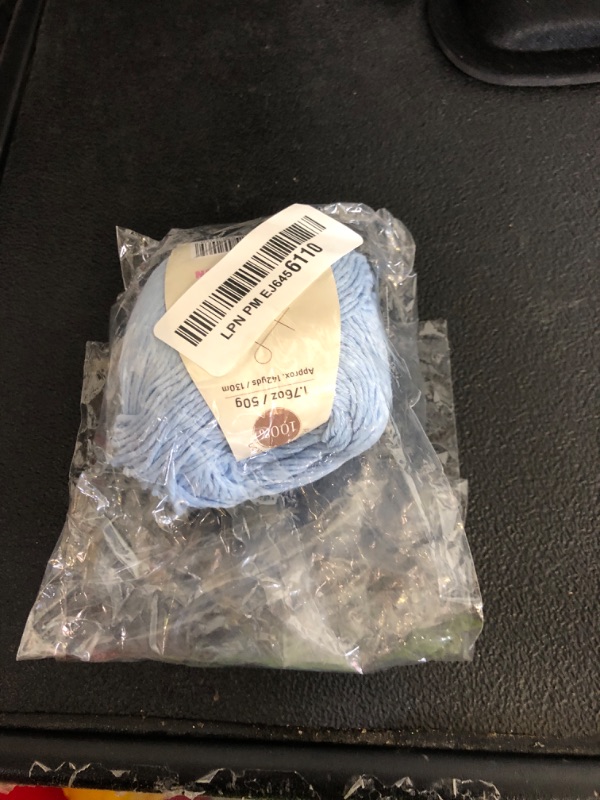 LPN PM EJ6456110
Approx. 142yds / 130m
1.76oz / 50g
100%